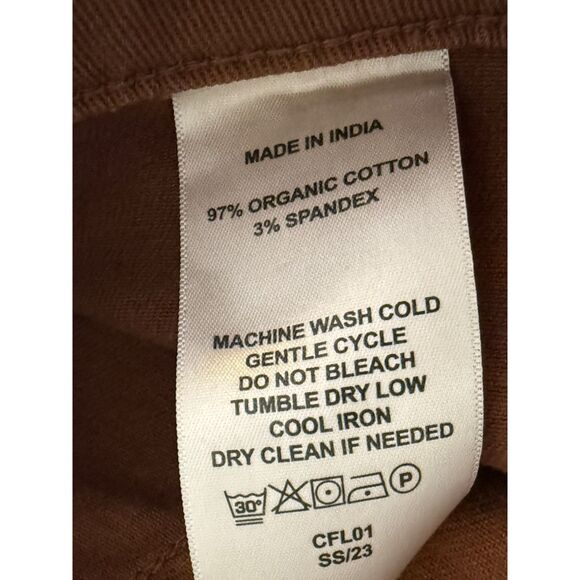 MADE IN INDIA
97% ORGANIC COTTON
3% SPANDEX
MACHINE WASH COLD
GENTLE CYCLE
DO NOT BLEACH
TUMBLE DRY LOW
COOL IRON
DRY CLEAN IF NEEDED
30° P
CFL01
SS/23